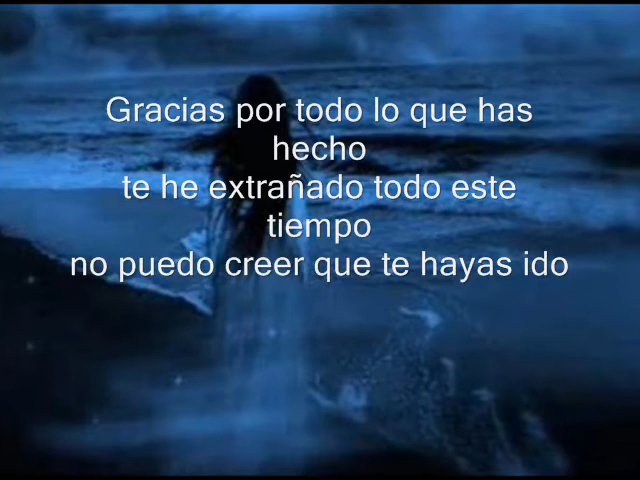 Gracias por todo lo que has
hecho
te he extrañado todo este
tiempo
no puedo creer que te hayas ido